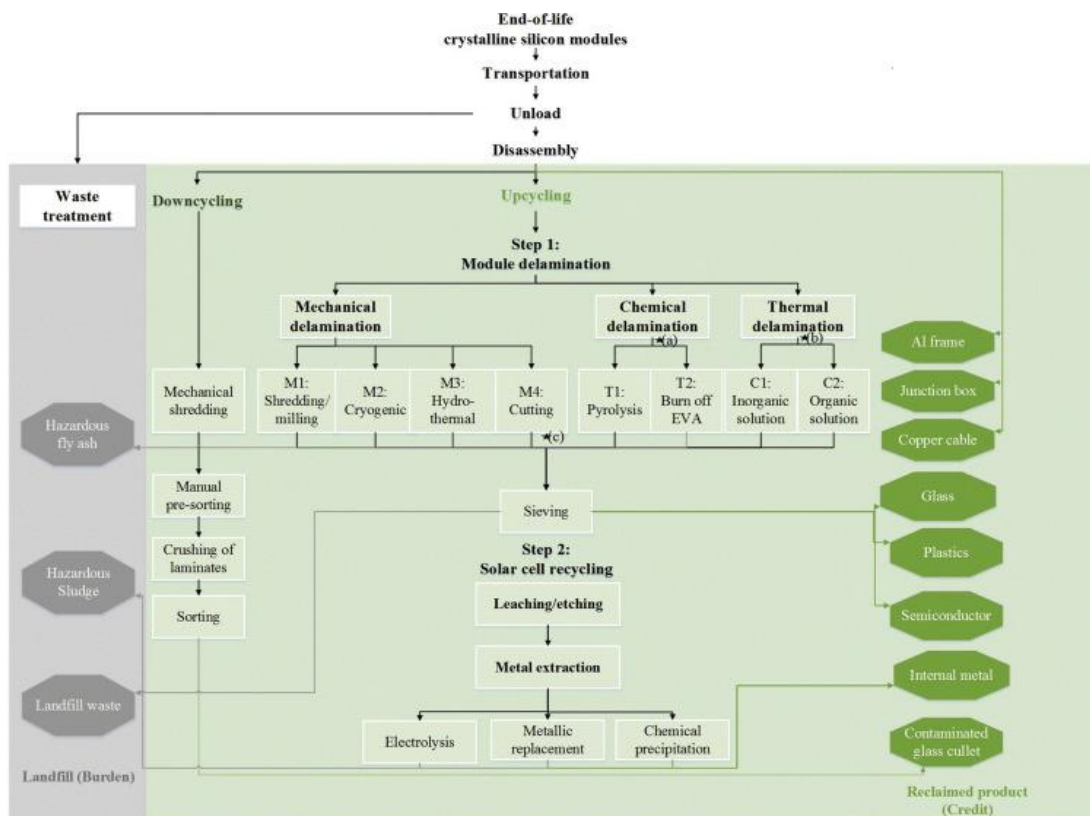 End-of-life
crystalline silicon modules
Transportation
Unload
Disassembly
Waste
treatment
Downcycling
Upcycling
Step 1:
Module delamination
Mechanical
delamination
Chemical
delamination
Thermal
delamination
*(a)
*(b)
Mechanical
shredding
M1:
Shredding/
milling
M2:
Cryogenic
M3:
Hydro-
thermal
M4:
Cutting
T1:
Pyrolysis
T2:
Burn off
EVA
C1:
Inorganic
solution
C2:
Organic
solution
*(c)
Al frame
Junction box
Copper cable
Hazardous
fly ash
Manual
pre-sorting
Sieving
Glass
Plastics
Crushing of
laminates
Step 2:
Solar cell recycling
Hazardous
Sludge
Sorting
Leaching/etching
Semiconductor
Metal extraction
Internal metal
Landfill waste
Electrolysis
Metallic
replacement
Chemical
precipitation
Contaminated
glass cullet
Landfill (Burden)
Reclaimed product
(Credit)